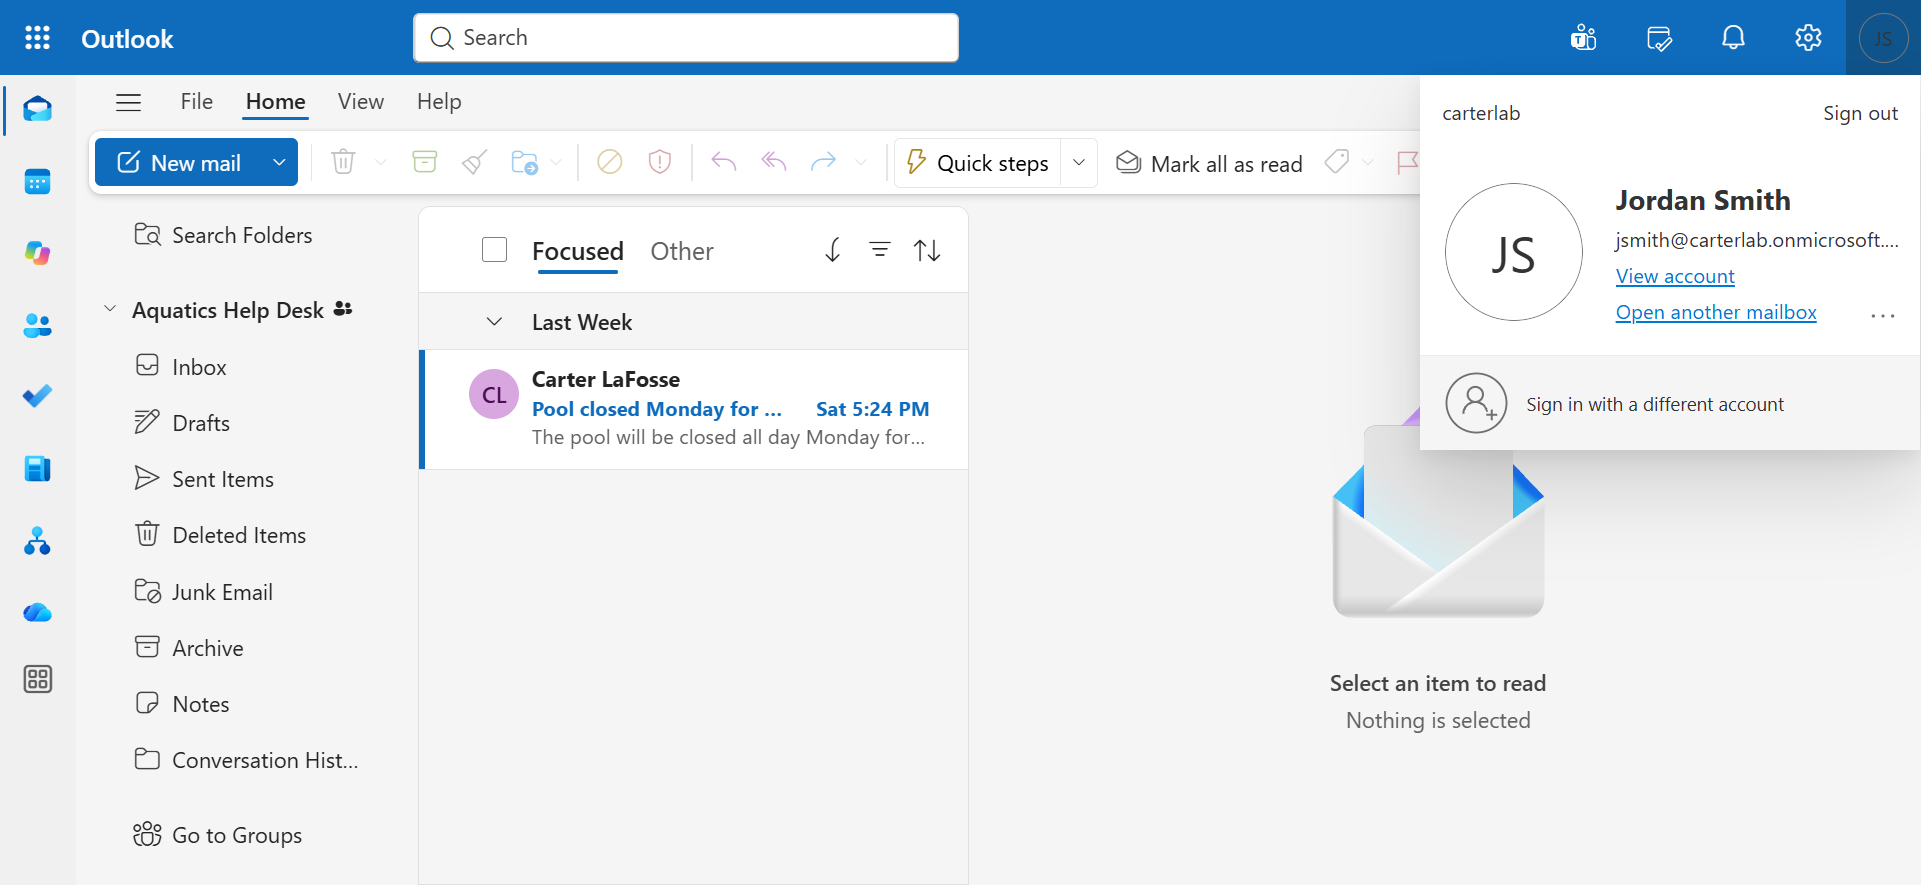 Outlook
Search
JS
File Home View Help
New mail
Quick steps
Mark all as read
carterlab
Sign out
JS
Jordan Smith
jsmith@carterlab.onmicrosoft....
View account
Open another mailbox
Sign in with a different account
Search Folders
Aquatics Help Desk
Inbox
Drafts
Sent Items
Deleted Items
Junk Email
Archive
Notes
Conversation Hist...
Go to Groups
Focused Other
Last Week
CL
Carter LaFosse
Pool closed Monday for ... Sat 5:24 PM
The pool will be closed all day Monday for...
Select an item to read
Nothing is selected